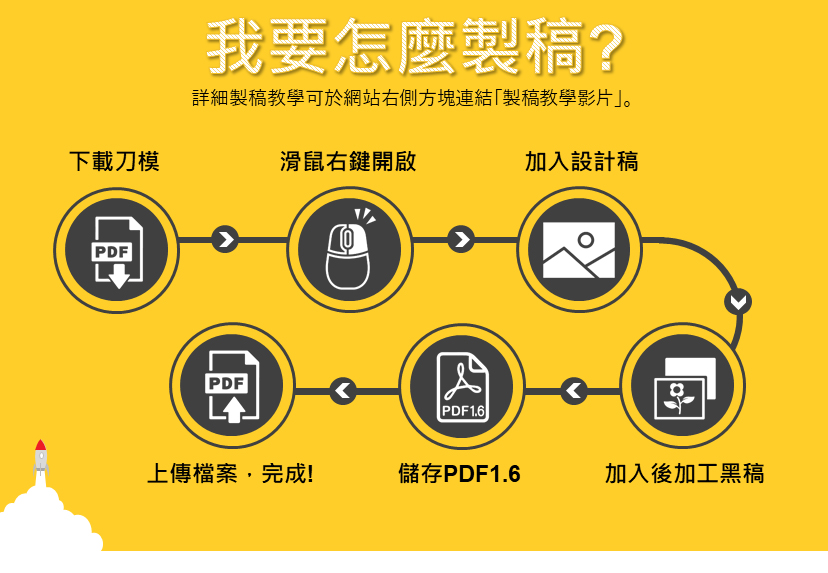 我要怎麼製稿?
詳細製稿教學可於網站右側方塊連結「製稿教學影片」。
下載刀模
滑鼠右鍵開啟
加入設計稿
PDF
PDF
PDF1.6
上傳檔案，完成!
儲存PDF1.6
加入後加工黑稿